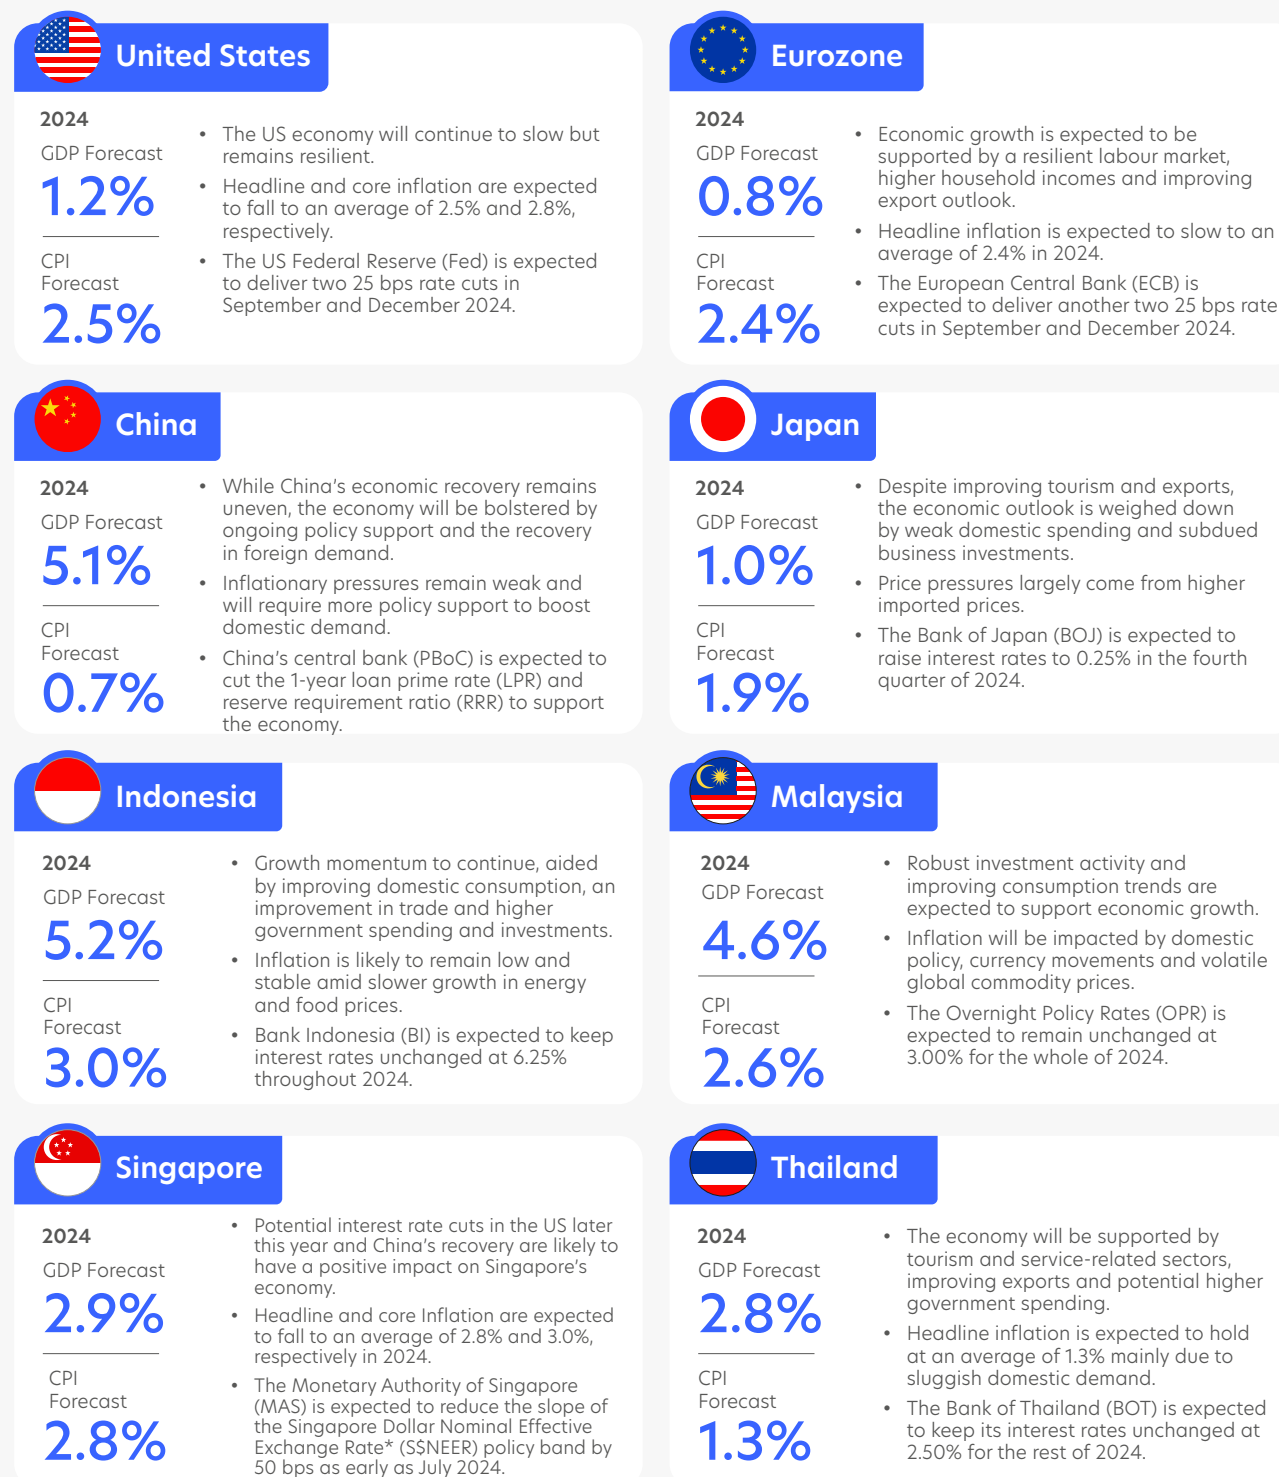 United States
2024
GDP Forecast
1.2%
CPI
Forecast
2.5%
• The US economy will continue to slow but
remains resilient.
• Headline and core inflation are expected
to fall to an average of 2.5% and 2.8%,
respectively.
• The US Federal Reserve (Fed) is expected
to deliver two 25 bps rate cuts in
September and December 2024.
Eurozone
2024
GDP Forecast
0.8%
CPI
Forecast
2.4%
• Economic growth is expected to be
supported by a resilient labour market,
higher household incomes and improving
export outlook.
• Headline inflation is expected to slow to an
average of 2.4% in 2024.
• The European Central Bank (ECB) is
expected to deliver another two 25 bps rate
cuts in September and December 2024.
China
2024
GDP Forecast
5.1%
CPI
Forecast
0.7%
• While China’s economic recovery remains
uneven, the economy will be bolstered by
ongoing policy support and the recovery
in foreign demand.
• Inflationary pressures remain weak and
will require more policy support to boost
domestic demand.
• China’s central bank (PBoC) is expected to
cut the 1-year loan prime rate (LPR) and
reserve requirement ratio (RRR) to support
the economy.
Japan
2024
GDP Forecast
1.0%
CPI
Forecast
1.9%
• Despite improving tourism and exports,
the economic outlook is weighed down
by weak domestic spending and subdued
business investments.
• Price pressures largely come from higher
imported prices.
• The Bank of Japan (BOJ) is expected to
raise interest rates to 0.25% in the fourth
quarter of 2024.
Indonesia
2024
GDP Forecast
5.2%
CPI
Forecast
3.0%
• Growth momentum to continue, aided
by improving domestic consumption, an
improvement in trade and higher
government spending and investments.
• Inflation is likely to remain low and
stable amid slower growth in energy
and food prices.
• Bank Indonesia (BI) is expected to keep
interest rates unchanged at 6.25%
throughout 2024.
Malaysia
2024
GDP Forecast
4.6%
CPI
Forecast
2.6%
• Robust investment activity and
improving consumption trends are
expected to support economic growth.
• Inflation will be impacted by domestic
policy, currency movements and volatile
global commodity prices.
• The Overnight Policy Rates (OPR) is
expected to remain unchanged at
3.00% for the whole of 2024.
Singapore
2024
GDP Forecast
2.9%
CPI
Forecast
2.8%
• Potential interest rate cuts in the US later
this year and China’s recovery are likely to
have a positive impact on Singapore’s
economy.
• Headline and core Inflation are expected
to fall to an average of 2.8% and 3.0%,
respectively in 2024.
• The Monetary Authority of Singapore
(MAS) is expected to reduce the slope of
the Singapore Dollar Nominal Effective
Exchange Rate* (S$NEER) policy band by
50 bps as early as July 2024.
Thailand
2024
GDP Forecast
2.8%
CPI
Forecast
1.3%
• The economy will be supported by
tourism and service-related sectors,
improving exports and potential higher
government spending.
• Headline inflation is expected to hold
at an average of 1.3% mainly due to
sluggish domestic demand.
• The Bank of Thailand (BOT) is expected
to keep its interest rates unchanged at
2.50% for the rest of 2024.